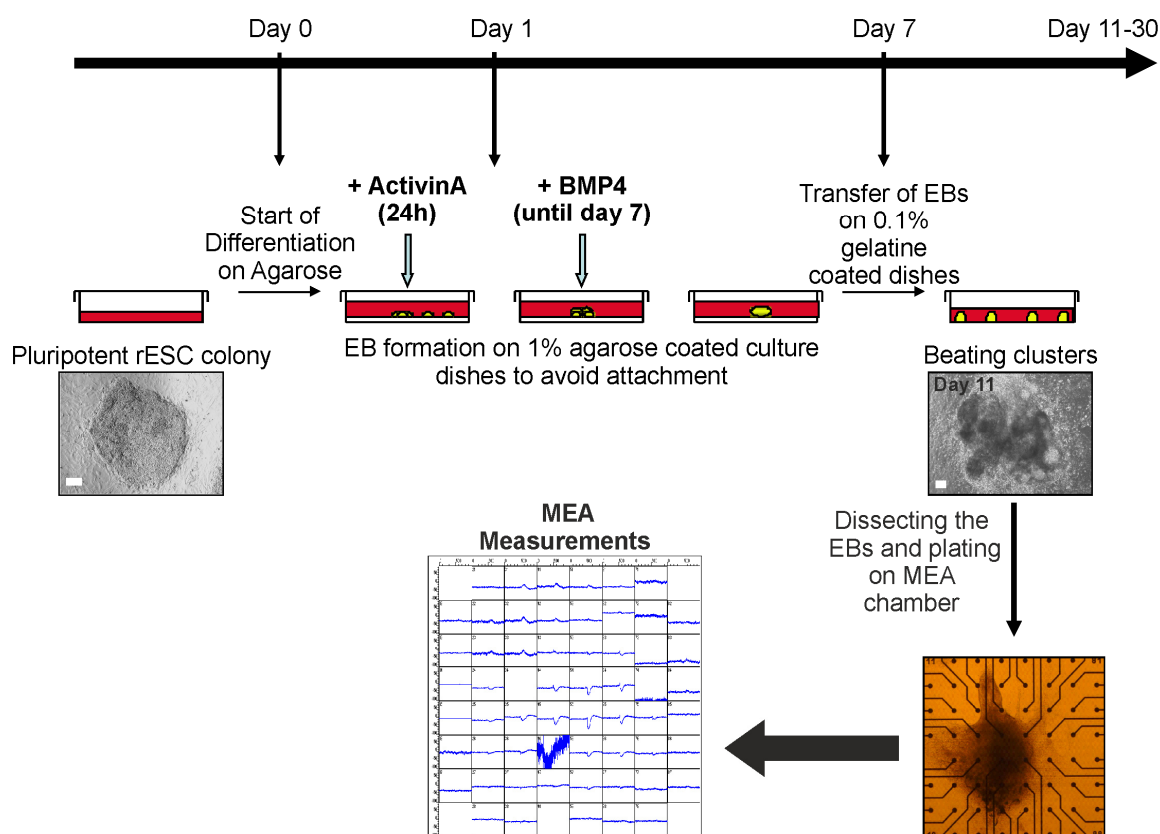 Day 0
Day 1
Day 7
Day 11-30
+ ActivinA
(24h)
+ BMP4
(until day 7)
Transfer of EBs
on 0.1%
gelatine
coated dishes
Start of
Differentiation
on Agarose
Pluripotent rESC colony
EB formation on 1% agarose coated culture
dishes to avoid attachment
Beating clusters
Day 11
MEA
Measurements
Dissecting the
EBs and plating
on MEA
chamber